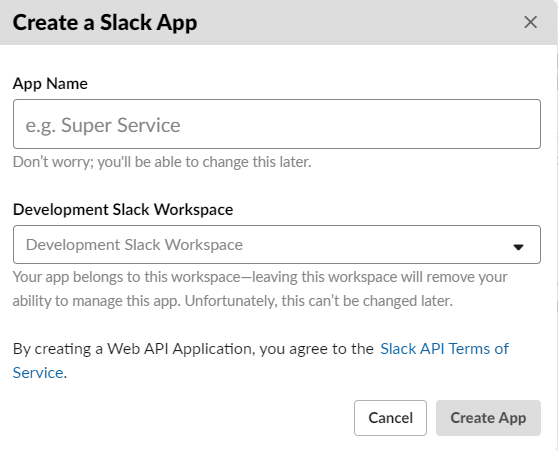 Create a Slack App
App Name
e.g. Super Service
Don't worry; you'll be able to change this later.
Development Slack Workspace
Development Slack Workspace
Your app belongs to this workspace—leaving this workspace will remove your
ability to manage this app. Unfortunately, this can't be changed later.
By creating a Web API Application, you agree to the Slack API Terms of
Service.
Cancel Create App